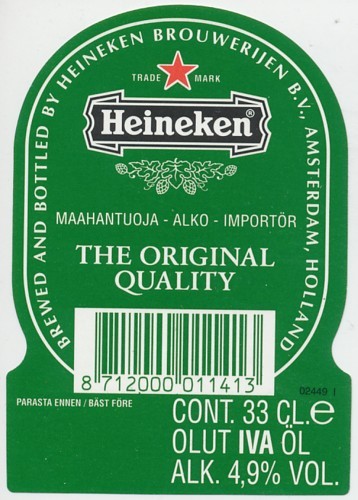 BREWED AND BOTTLED BY HEINEKEN BROUWERIJEN B.V., AMSTERDAM, HOLLAND
TRADE MARK
Heineken®
MAAHANTUOJA - ALKO - IMPORTÖR
THE ORIGINAL
QUALITY
8 712000 011413
02449 I
PARASTA ENNEN / BÄST FÖRE
CONT. 33 CL. e
OLUT IVA ÖL
ALK. 4,9% VOL.